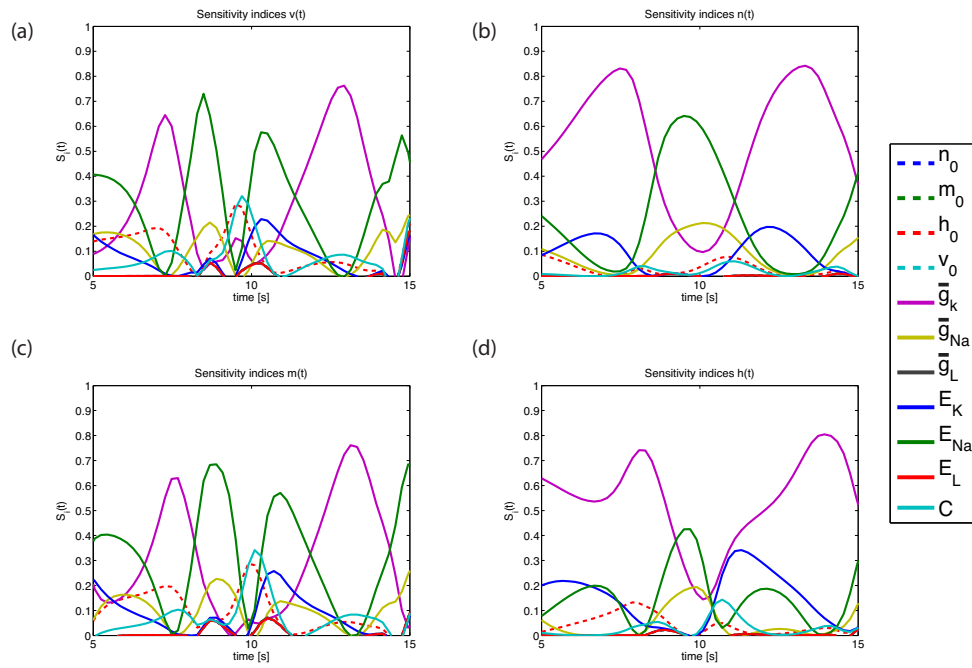 (a)
Sensitivity indices v(t)
1
0.9
0.8
0.7
0.6
0.5
0.4
0.3
0.2
0.1
0
S_i(t)
5
10
15
time [s]
(b)
Sensitivity indices n(t)
1
0.9
0.8
0.7
0.6
0.5
0.4
0.3
0.2
0.1
0
S_i(t)
5
10
15
time [s]
(c)
Sensitivity indices m(t)
1
0.9
0.8
0.7
0.6
0.5
0.4
0.3
0.2
0.1
0
S_i(t)
5
10
15
time [s]
(d)
Sensitivity indices h(t)
1
0.9
0.8
0.7
0.6
0.5
0.4
0.3
0.2
0.1
0
S_i(t)
5
10
15
time [s]
n_0
m_0
h_0
v_0
g̅_k
g̅_Na
g̅_L
E_K
E_Na
E_L
C